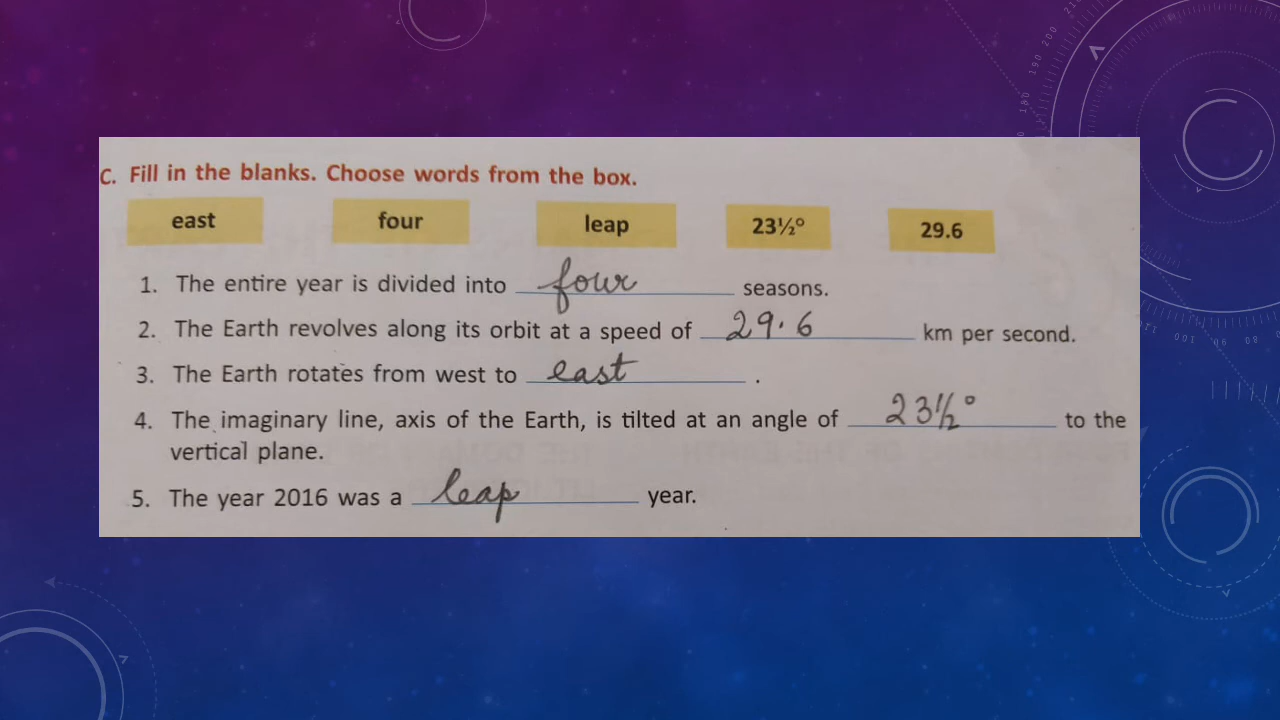 C. Fill in the blanks. Choose words from the box.
east four leap 23½° 29.6
1. The entire year is divided into four seasons.
2. The Earth revolves along its orbit at a speed of 29.6 km per second.
3. The Earth rotates from west to east .
4. The imaginary line, axis of the Earth, is tilted at an angle of 23½° to the
vertical plane.
5. The year 2016 was a leap year.